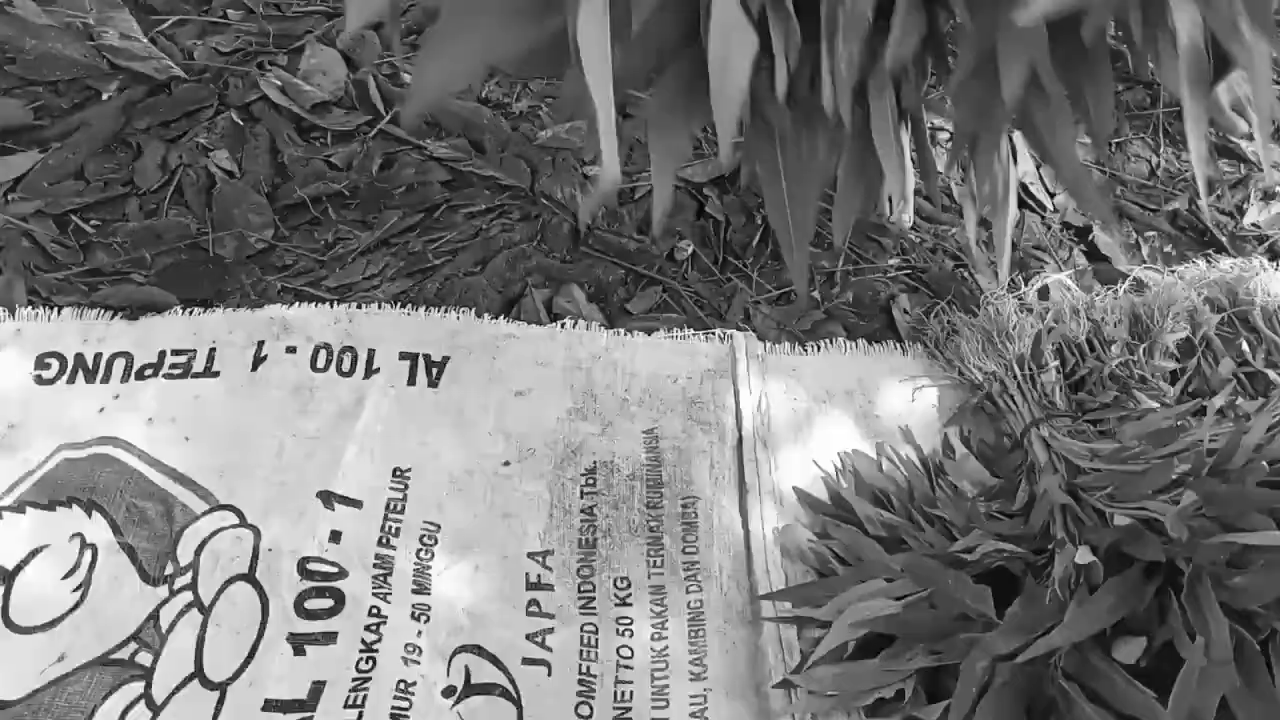 AL 100 - 1 TEPUNG
AL 100 - 1
LENGKAP AYAM PETELUR
MUR 19 - 50 MINGGU
JAPFA
OMFEED INDONESIA Tbk.
NETTO 50 KG
UNTUK PAKAN TERNAK RUMINANSIA
AU, KAMBING DAN DOMBA)